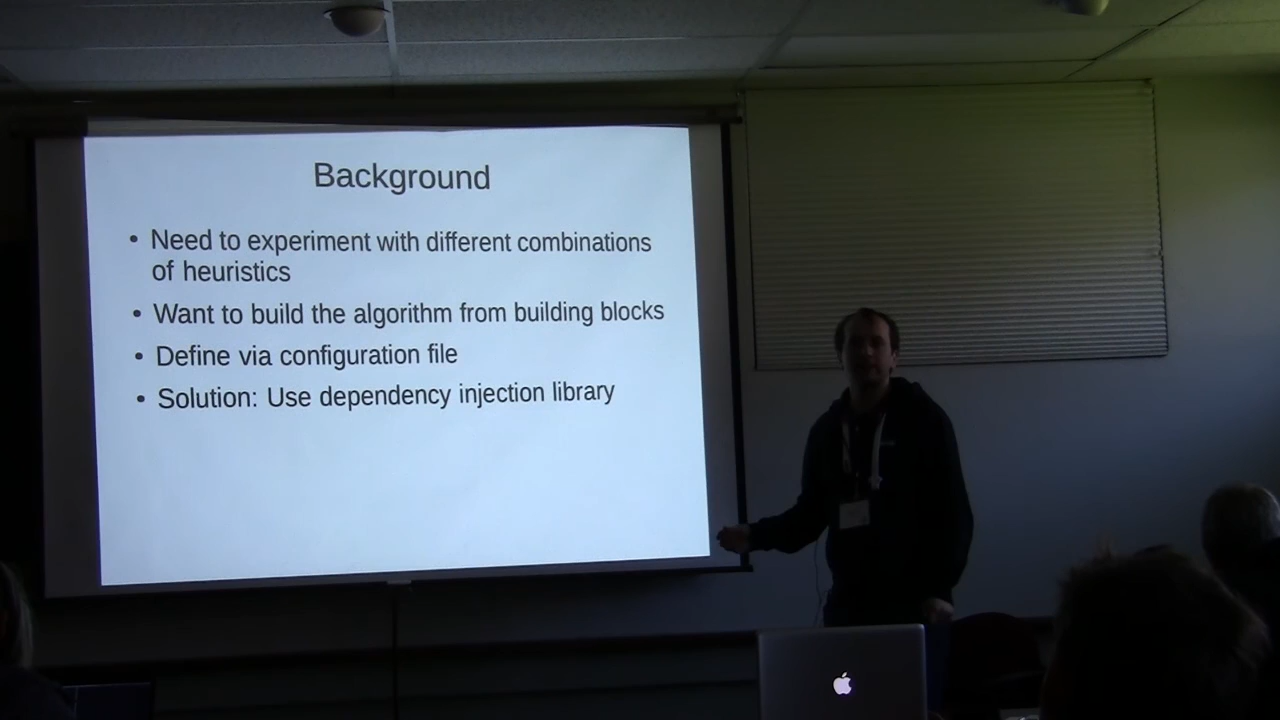 Background
• Need to experiment with different combinations
of heuristics
• Want to build the algorithm from building blocks
• Define via configuration file
• Solution: Use dependency injection library